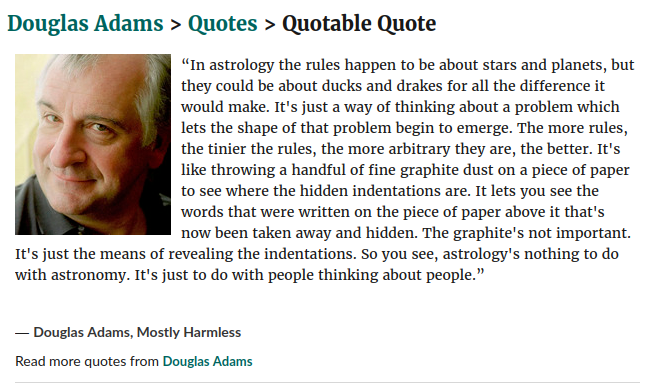 Douglas Adams > Quotes > Quotable Quote
“In astrology the rules happen to be about stars and planets, but
they could be about ducks and drakes for all the difference it
would make. It's just a way of thinking about a problem which
lets the shape of that problem begin to emerge. The more rules,
the tinier the rules, the more arbitrary they are, the better. It's
like throwing a handful of fine graphite dust on a piece of paper
to see where the hidden indentations are. It lets you see the
words that were written on the piece of paper above it that's
now been taken away and hidden. The graphite's not important.
It's just the means of revealing the indentations. So you see, astrology's nothing to do
with astronomy. It's just to do with people thinking about people.”
― Douglas Adams, Mostly Harmless
Read more quotes from Douglas Adams